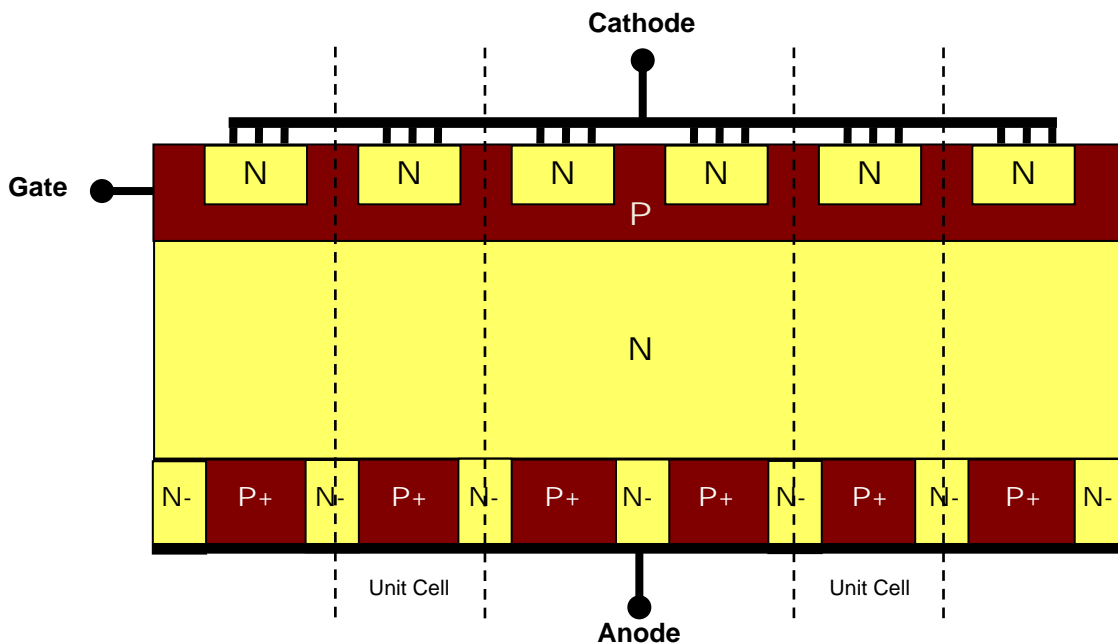 Cathode
Gate
N N N N N N
P
N
N- P+ N- P+ N- P+ N- P+ N- P+ N- P+ N-
Unit Cell Unit Cell
Anode